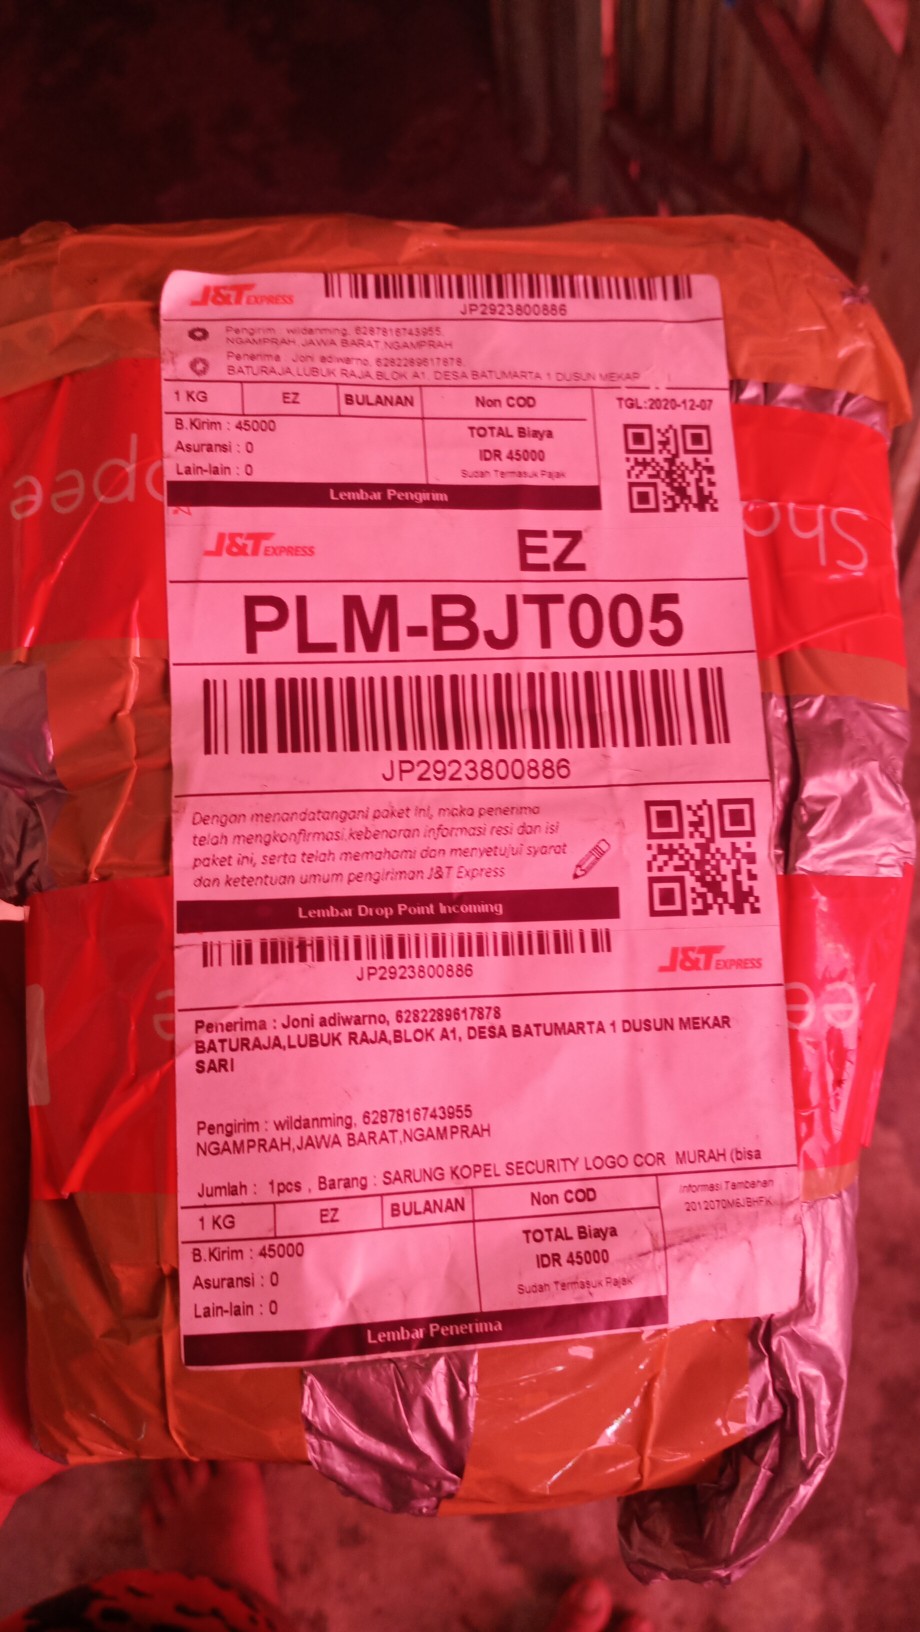 J&T EXPRESS
JP2923800886
Pengirim : wildanming, 6287816743955,
NGAMPRAH, JAWA BARAT,NGAMPRAH
Penerima : Joni adiwarno, 6282289617878,
BATURAJA,LUBUK RAJA,BLOK A1, DESA BATUMARTA 1 DUSUN MEKAR
1 KG EZ BULANAN Non COD TGL:2020-12-07
B.Kirim : 45000
Asuransi : 0
Lain-lain : 0
TOTAL Biaya
IDR 45000
Sudah Termasuk Pajak
Lembar Pengirim
J&T EXPRESS EZ
PLM-BJT005
JP2923800886
Dengan menandatangani paket ini, maka penerima
telah mengkonfirmasi kebenaran informasi resi dan isi
paket ini, serta telah memahami dan menyetujui syarat
dan ketentuan umum pengiriman J&T Express
Lembar Drop Point Incoming
JP2923800886
J&T EXPRESS
Penerima : Joni adiwarno, 6282289617878
BATURAJA,LUBUK RAJA,BLOK A1, DESA BATUMARTA 1 DUSUN MEKAR
SARI
Pengirim : wildanming, 6287816743955
NGAMPRAH,JAWA BARAT,NGAMPRAH
Jumlah : 1pcs , Barang : SARUNG KOPEL SECURITY LOGO COR MURAH (bisa
1 KG EZ BULANAN Non COD
Informasi Tambahan
2012070M6JBHFK
B.Kirim : 45000
Asuransi : 0
Lain-lain : 0
TOTAL Biaya
IDR 45000
Sudah Termasuk Pajak
Lembar Penerima
opee
Sho
ee